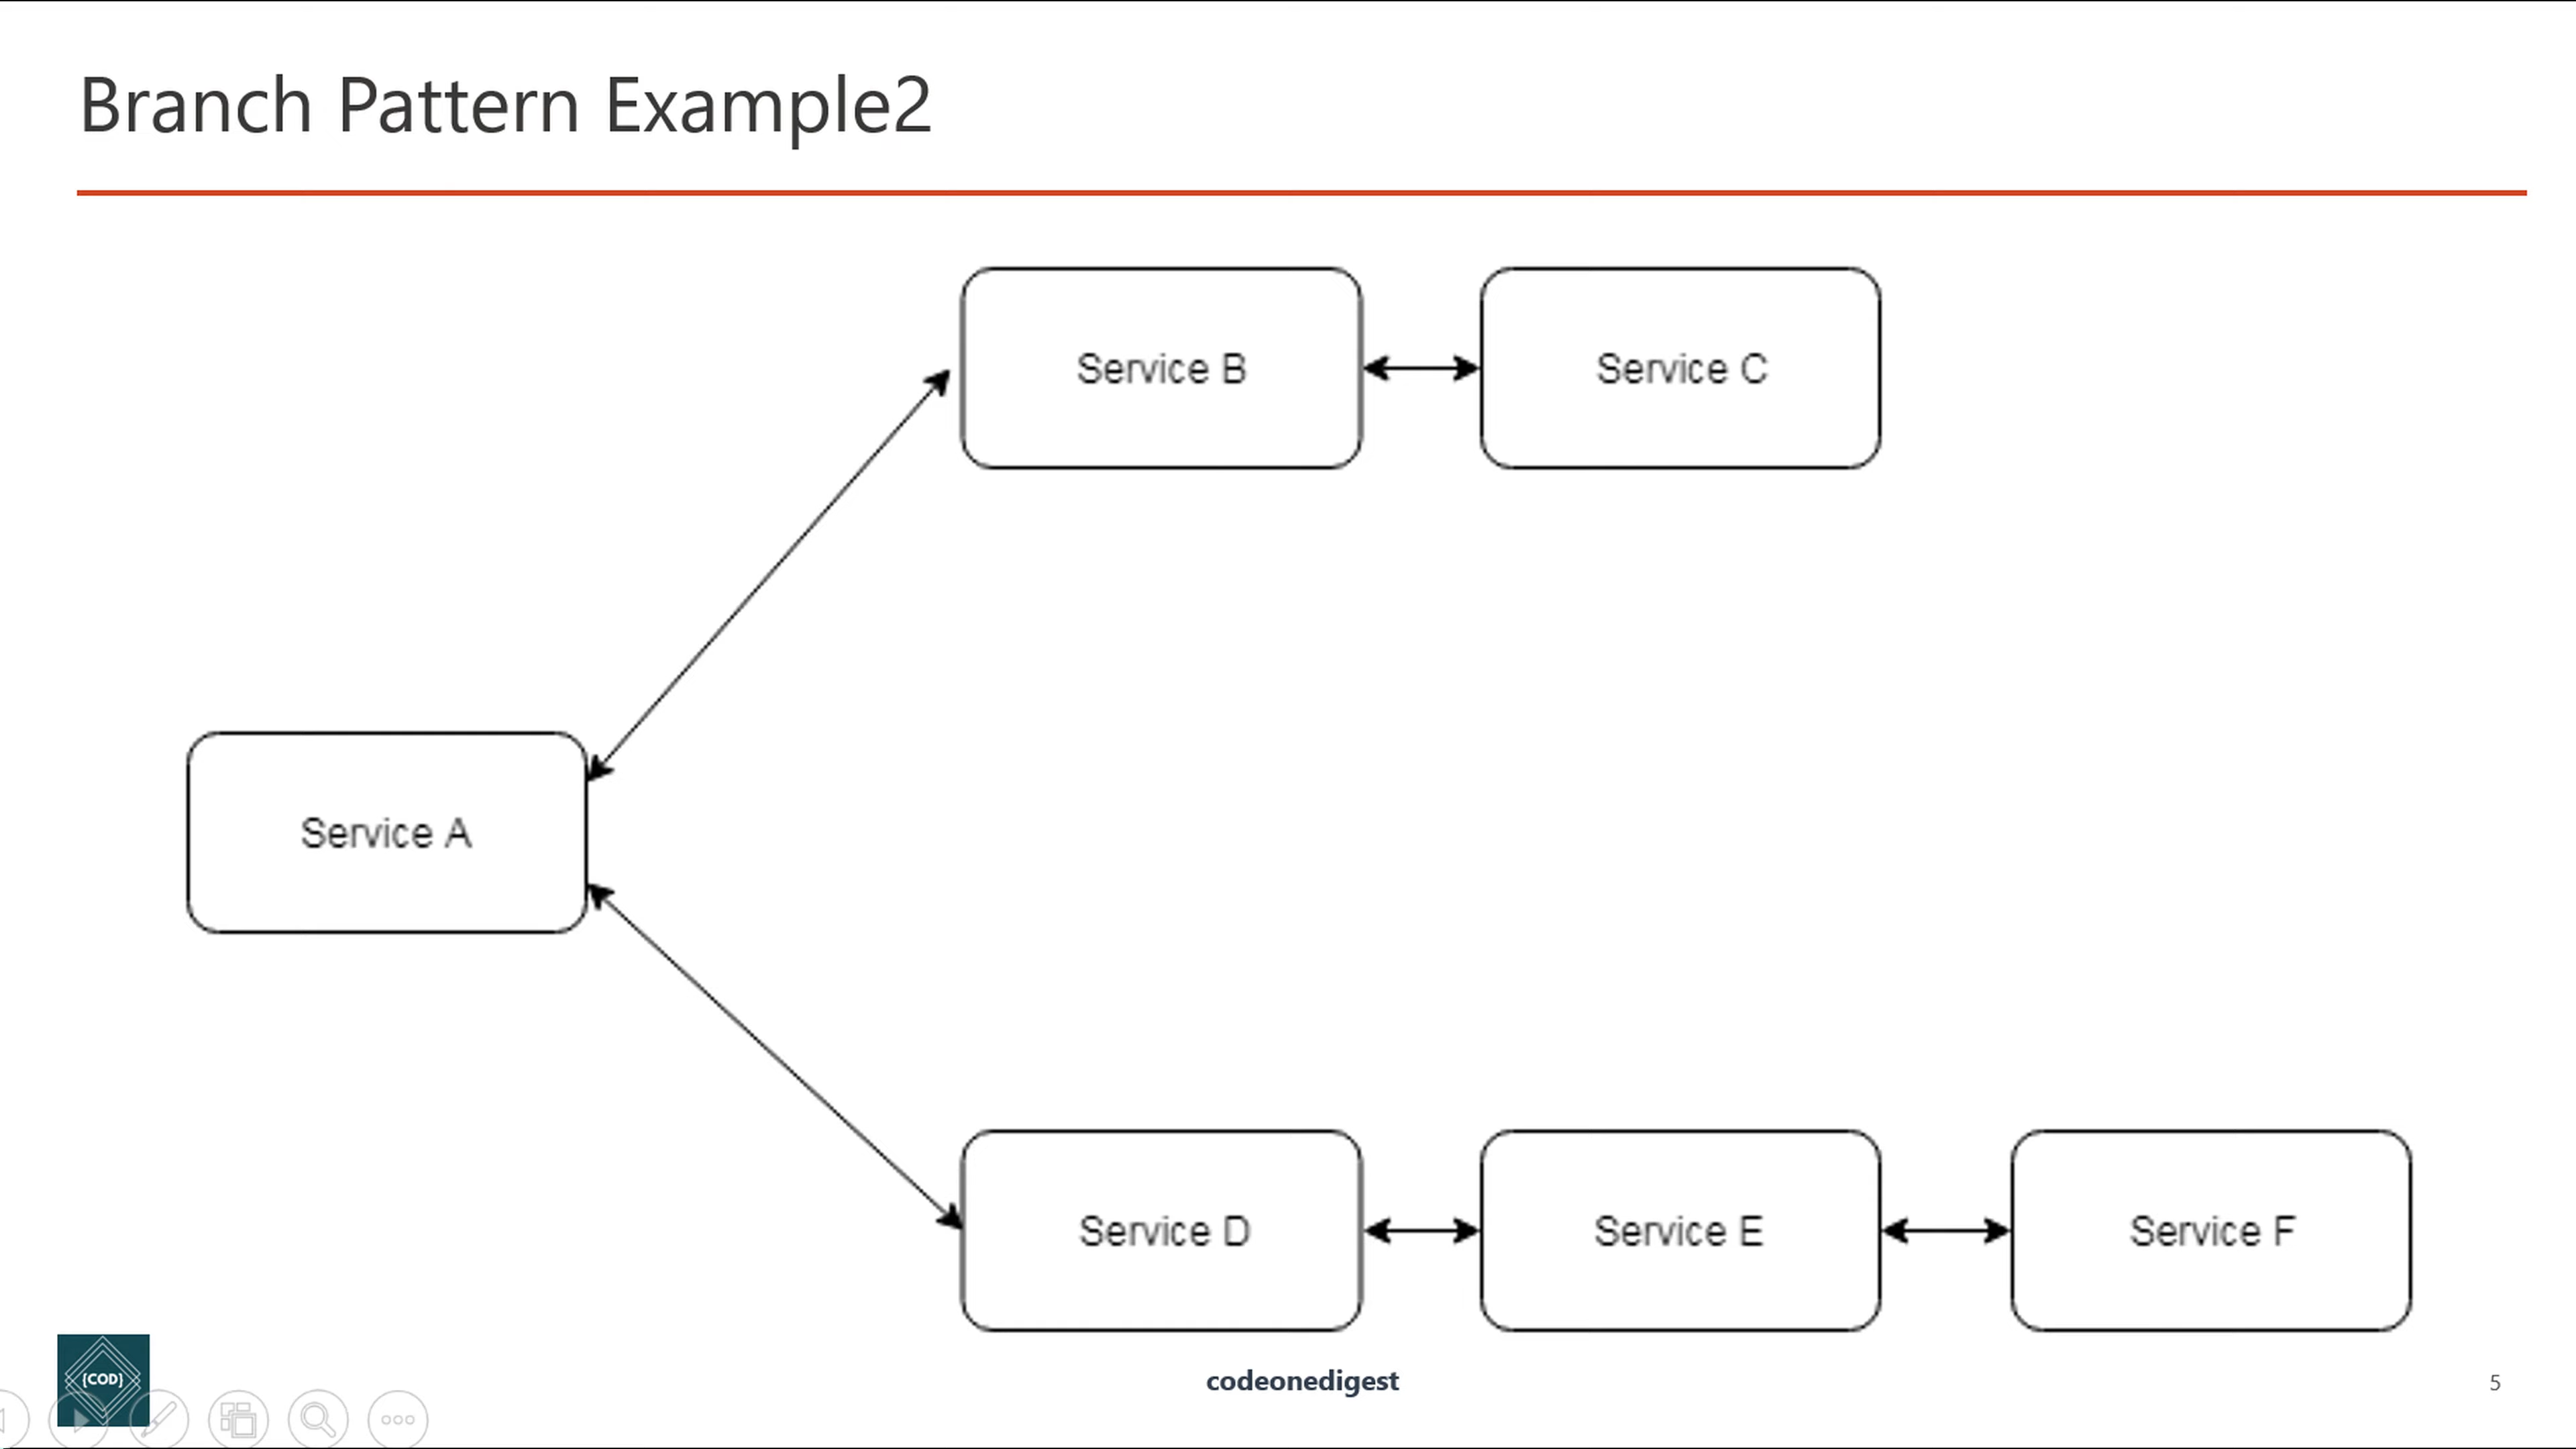 Branch Pattern Example2
Service B
Service C
Service A
Service D
Service E
Service F
{COD}
codeonedigest
5